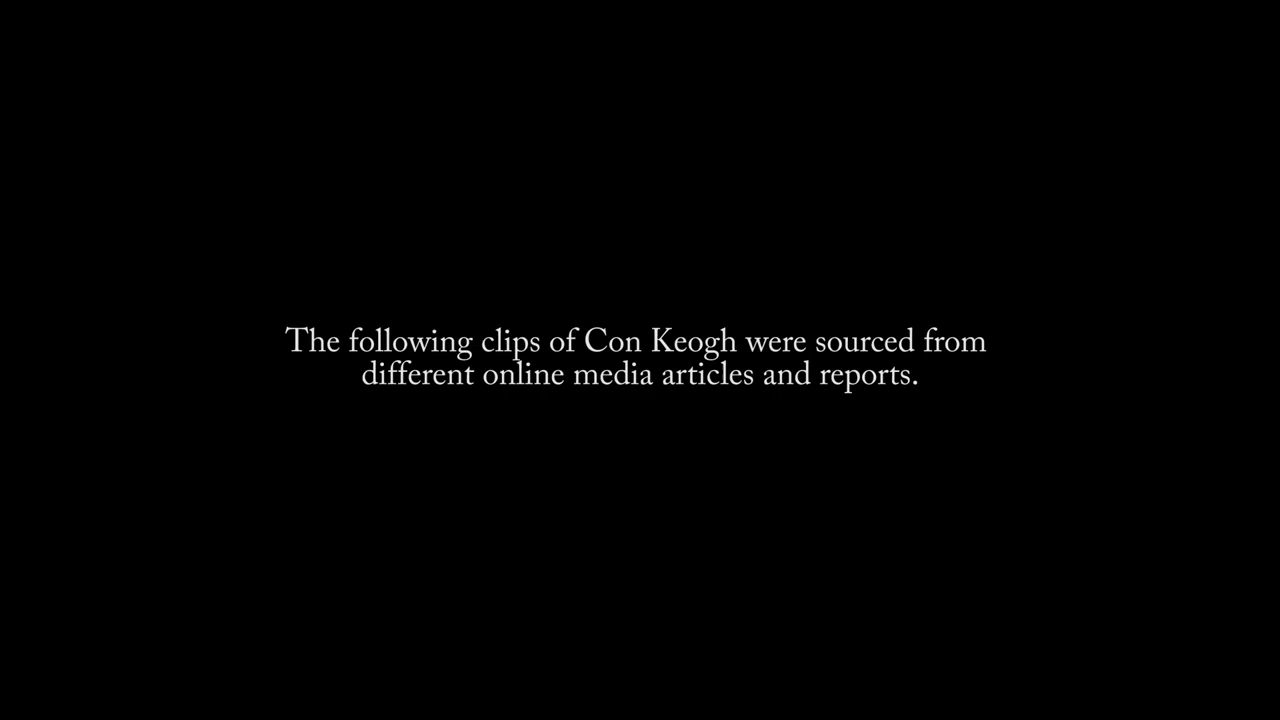 The following clips of Con Keogh were sourced from
different online media articles and reports.